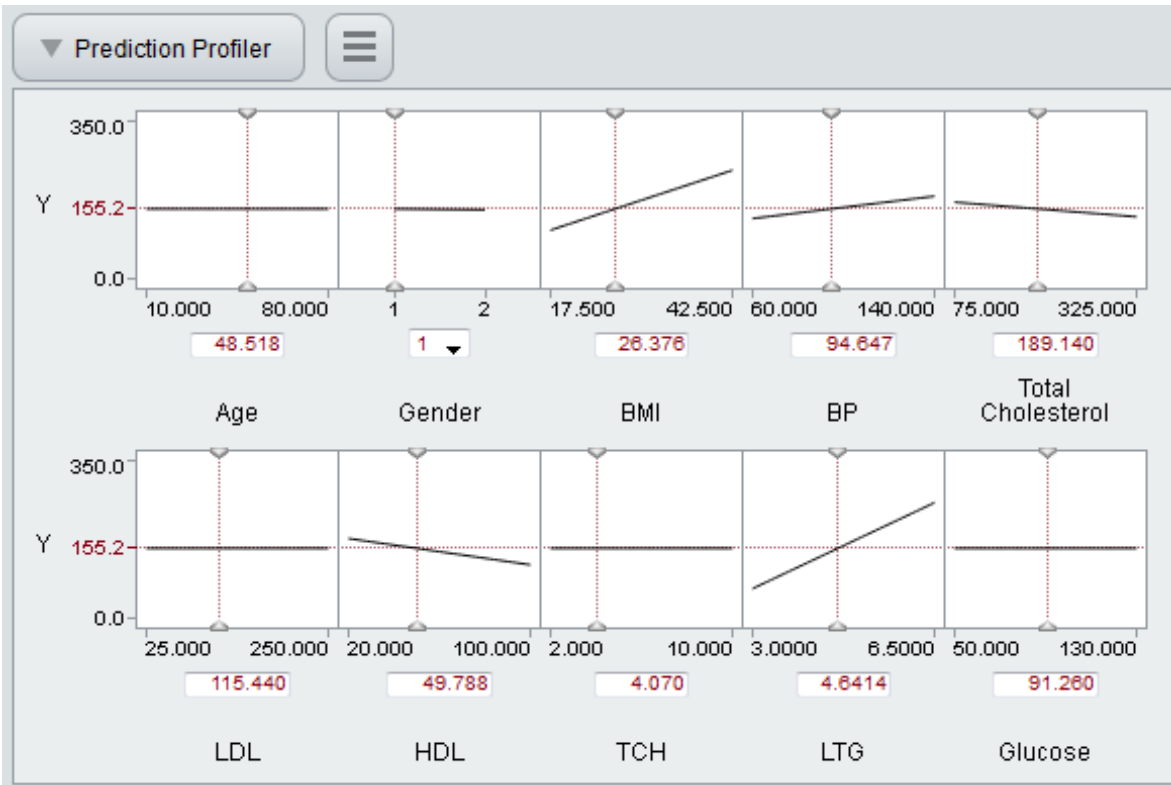 Prediction Profiler
350.0
Y 155.2
0.0
10.000 80.000 1 2 17.500 42.500 60.000 140.000 75.000 325.000
48.518 1 26.376 94.647 189.140
Age Gender BMI BP Total Cholesterol
350.0
Y 155.2
0.0
25.000 250.000 20.000 100.000 2.000 10.000 3.0000 6.5000 50.000 130.000
115.440 49.788 4.070 4.6414 91.260
LDL HDL TCH LTG Glucose